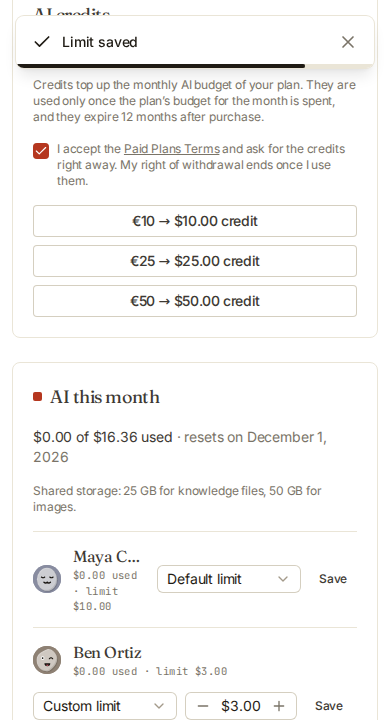 AI credits
Limit saved
Credits top up the monthly AI budget of your plan. They are
used only once the plan's budget for the month is spent,
and they expire 12 months after purchase.
I accept the Paid Plans Terms and ask for the credits
right away. My right of withdrawal ends once I use
them.
€10 → $10.00 credit
€25 → $25.00 credit
€50 → $50.00 credit
AI this month
$0.00 of $16.36 used · resets on December 1,
2026
Shared storage: 25 GB for knowledge files, 50 GB for
images.
Maya C...
$0.00 used
· limit
$10.00
Default limit
Save
Ben Ortiz
$0.00 used · limit $3.00
Custom limit
− $3.00 +
Save